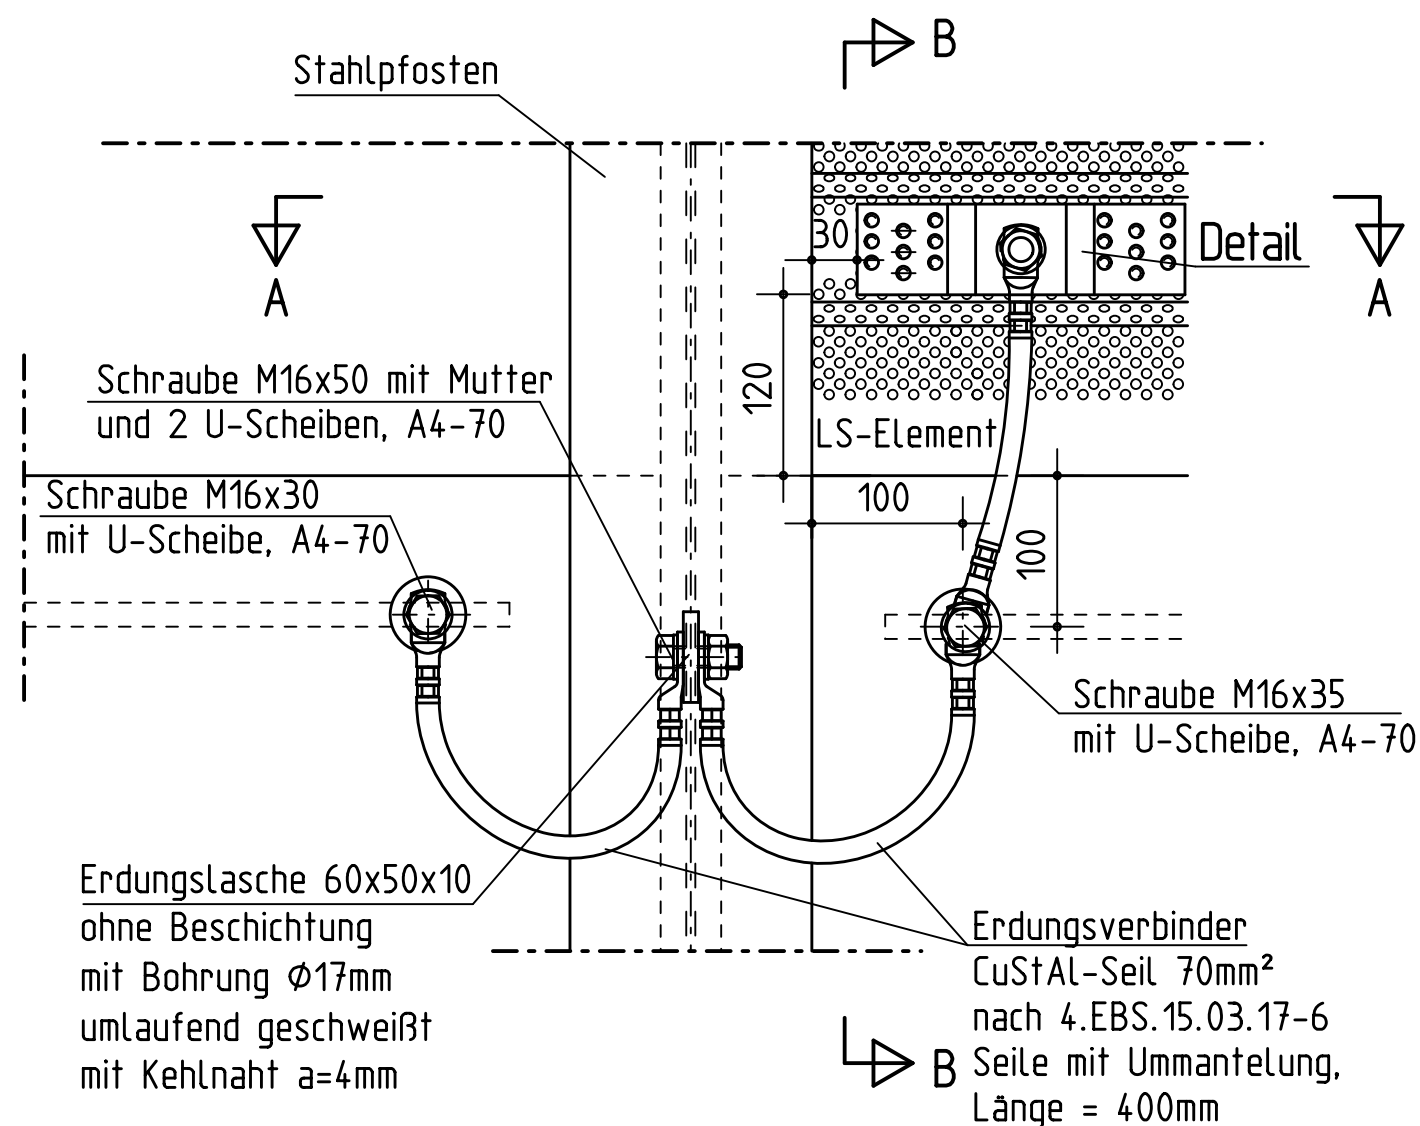 B
Stahlpfosten
30
Detail
A
A
Schraube M16x50 mit Mutter
und 2 U-Scheiben, A4-70
120
LS-Element
Schraube M16x30
mit U-Scheibe, A4-70
100
100
Schraube M16x35
mit U-Scheibe, A4-70
Erdungslasche 60x50x10
ohne Beschichtung
mit Bohrung Ø17mm
umlaufend geschweißt
mit Kehlnaht a=4mm
Erdungsverbinder
CuStAl-Seil 70mm²
nach 4.EBS.15.03.17-6
Seile mit Ummantelung,
Länge = 400mm
B